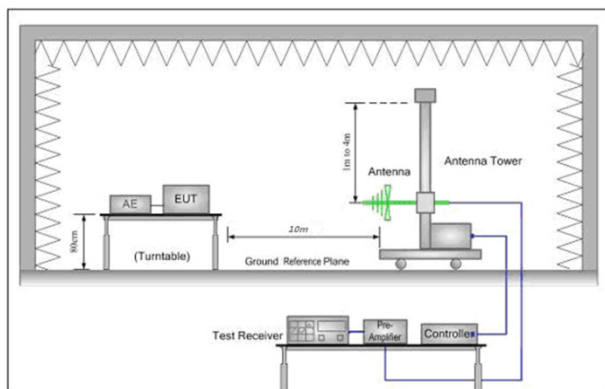 1m to 4m
Antenna
Antenna Tower
AE
EUT
80cm
(Turntable)
10m
Ground Reference Plane
Test Receiver
Pre-
Amplifier
Controller